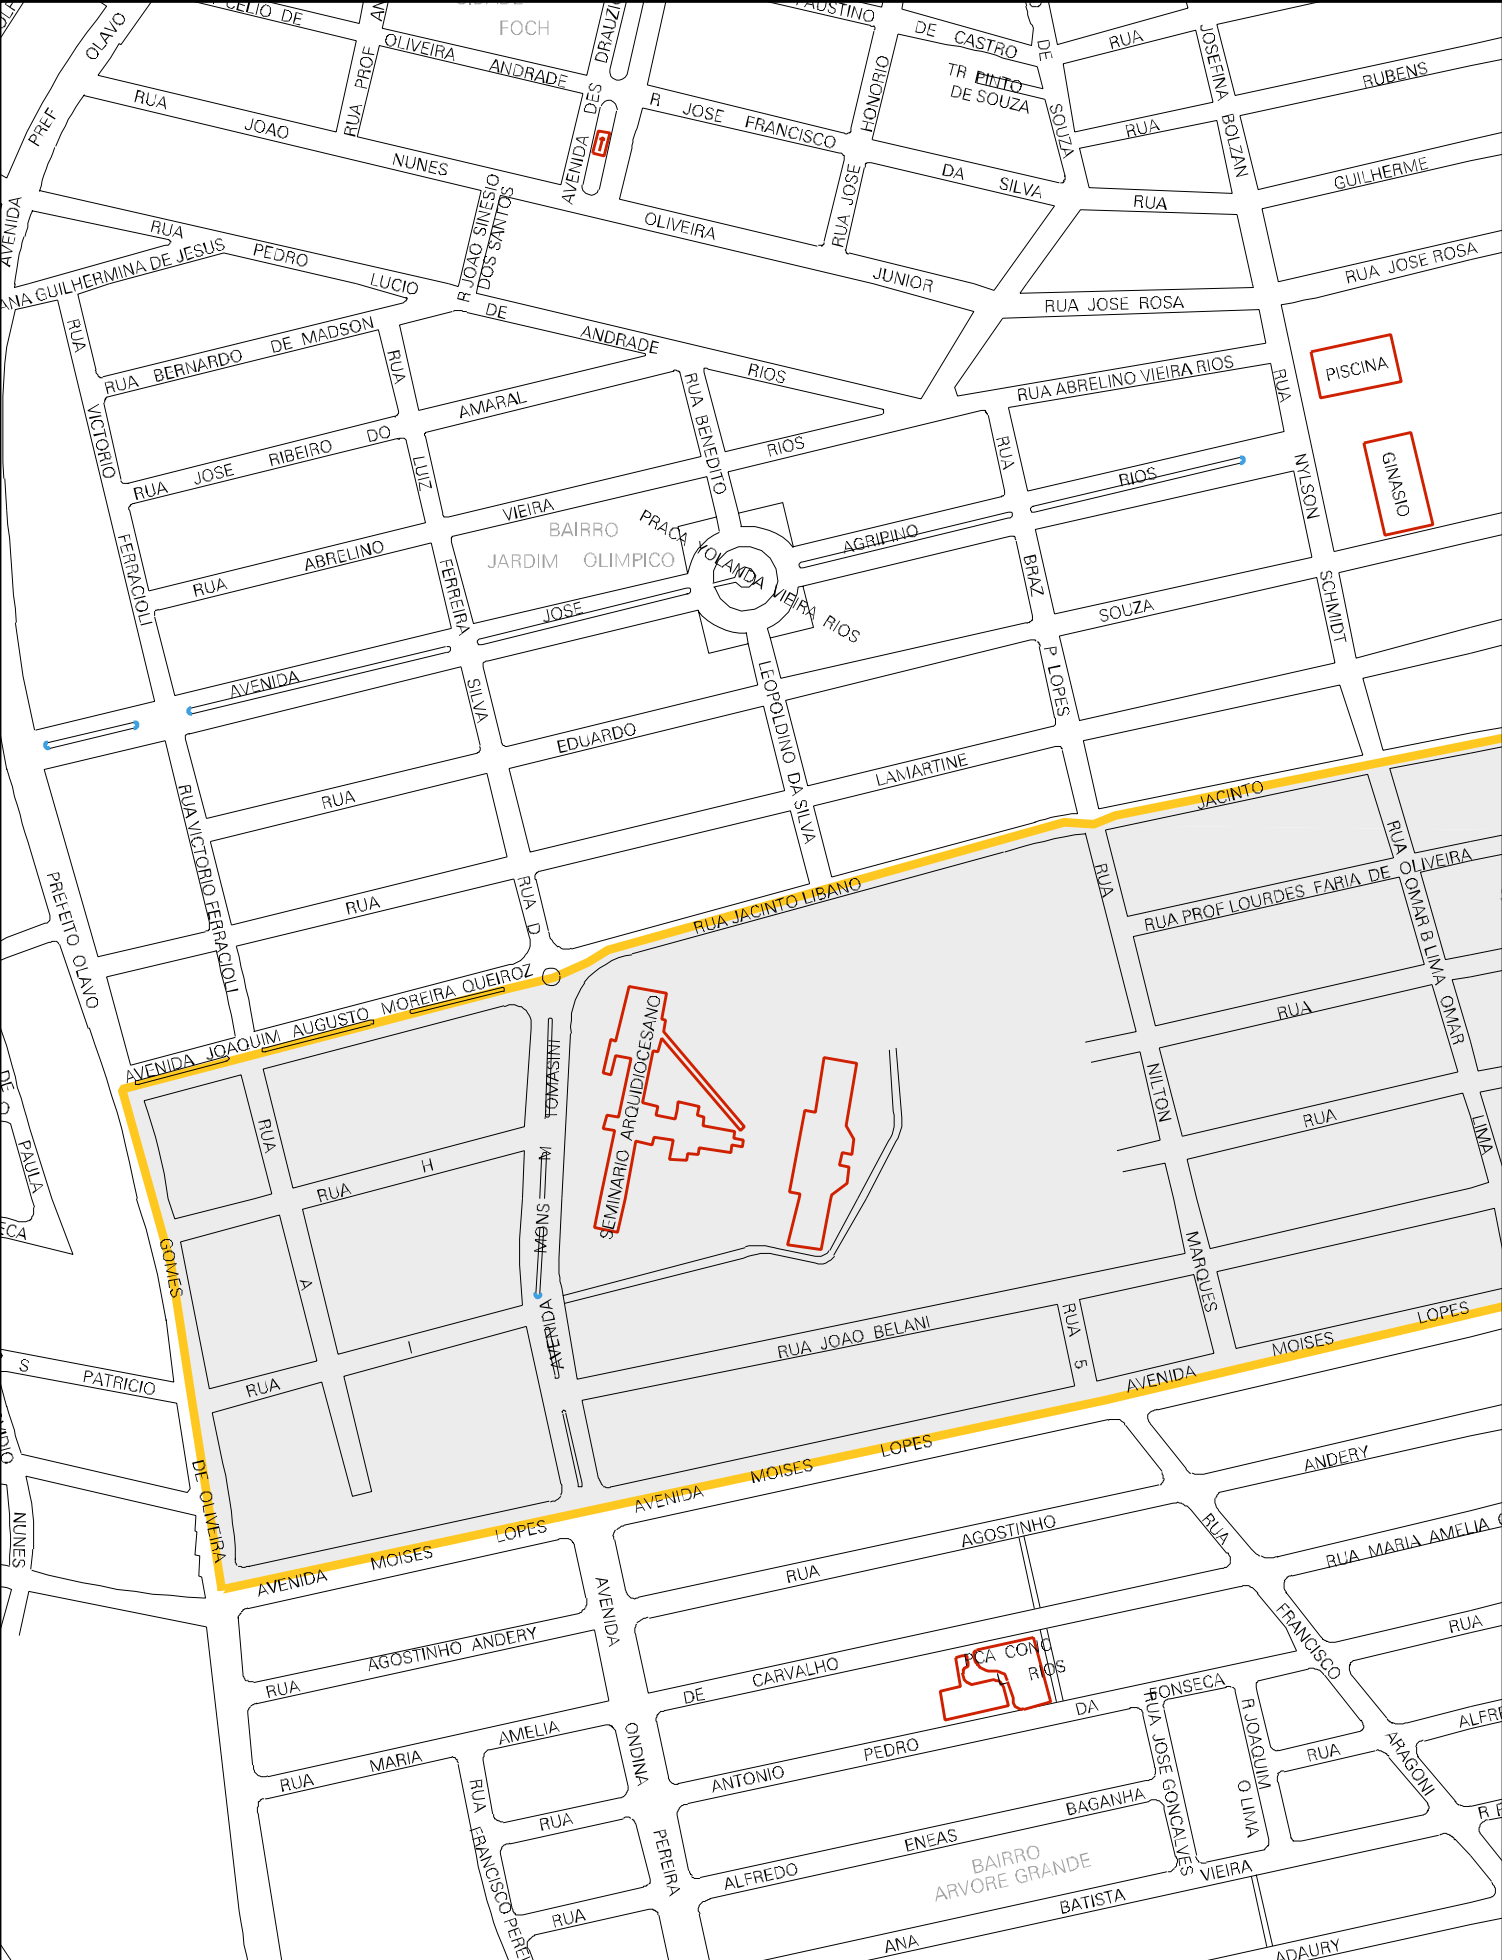 CELIO DE
FOCH
DRAUZIO
FAUSTINO
DE CASTRO
DE SOUZA
RUA
JOSEFINA BOLZAN
RUBENS
OLAVO
PREF
AVENIDA
RUA PROF
OLIVEIRA ANDRADE
AVENIDA DES
R JOSE FRANCISCO
DA SILVA
HONORIO
RUA JOSE
TR PINTO
DE SOUZA
RUA
GUILHERME
RUA
RUA JOAO NUNES
OLIVEIRA JUNIOR
R JOAO SINESIO
DOS SANTOS
RUA PEDRO LUCIO
DE ANDRADE RIOS
ANA GUILHERMINA DE JESUS
RUA JOSE ROSA
RUA JOSE ROSA
RUA VICTORIO FERRACIOLI
RUA BERNARDO DE MADSON
RUA LUIZ FERREIRA SILVA
RUA ABRELINO VIEIRA RIOS
PISCINA
GINASIO
RUA NYLSON SCHMIDT
RUA JOSE RIBEIRO DO AMARAL
RUA BENEDITO
RUA ABRELINO VIEIRA RIOS
BAIRRO
JARDIM OLIMPICO
PRACA YOLANDA VIEIRA RIOS
AVENIDA JOSE AGRIPINO RIOS
RUA BRAZ P LOPES
LEOPOLDINO DA SILVA
RUA EDUARDO SOUZA
RUA LAMARTINE
RUA VICTORIO FERRACIOLI
RUA D
JACINTO
RUA JACINTO LIBANO
PREFEITO OLAVO
AVENIDA JOAQUIM AUGUSTO MOREIRA QUEIROZ
RUA PROF LOURDES FARIA DE OLIVEIRA
RUA OMAR B LIMA
OMAR LIMA
RUA
RUA
RUA NILTON MARQUES
SEMINARIO ARQUIDIOCESANO
AVENIDA MONS M TOMASINI
AVENIDA
RUA A
RUA H
RUA I
DE
PAULA
GOMES DE OLIVEIRA
S PATRICIO
NUNES
RUA JOAO BELANI
RUA 5
AVENIDA MOISES LOPES
AVENIDA MOISES LOPES
AVENIDA MOISES LOPES
RUA AGOSTINHO ANDERY
RUA AGOSTINHO ANDERY
RUA FRANCISCO ARAGONI
RUA MARIA AMELIA
DE CARVALHO
PCA CONC
L RIOS
RUA MARIA AMELIA
AVENIDA ONDINA PEREIRA
RUA ANTONIO PEDRO DA FONSECA
RUA
RUA
RUA JOSE GONCALVES
R JOAQUIM
O LIMA
RUA ALFREDO ENEAS BAGANHA
RUA FRANCISCO
BAIRRO
ARVORE GRANDE
RUA ANA BATISTA VIEIRA
ADAURY